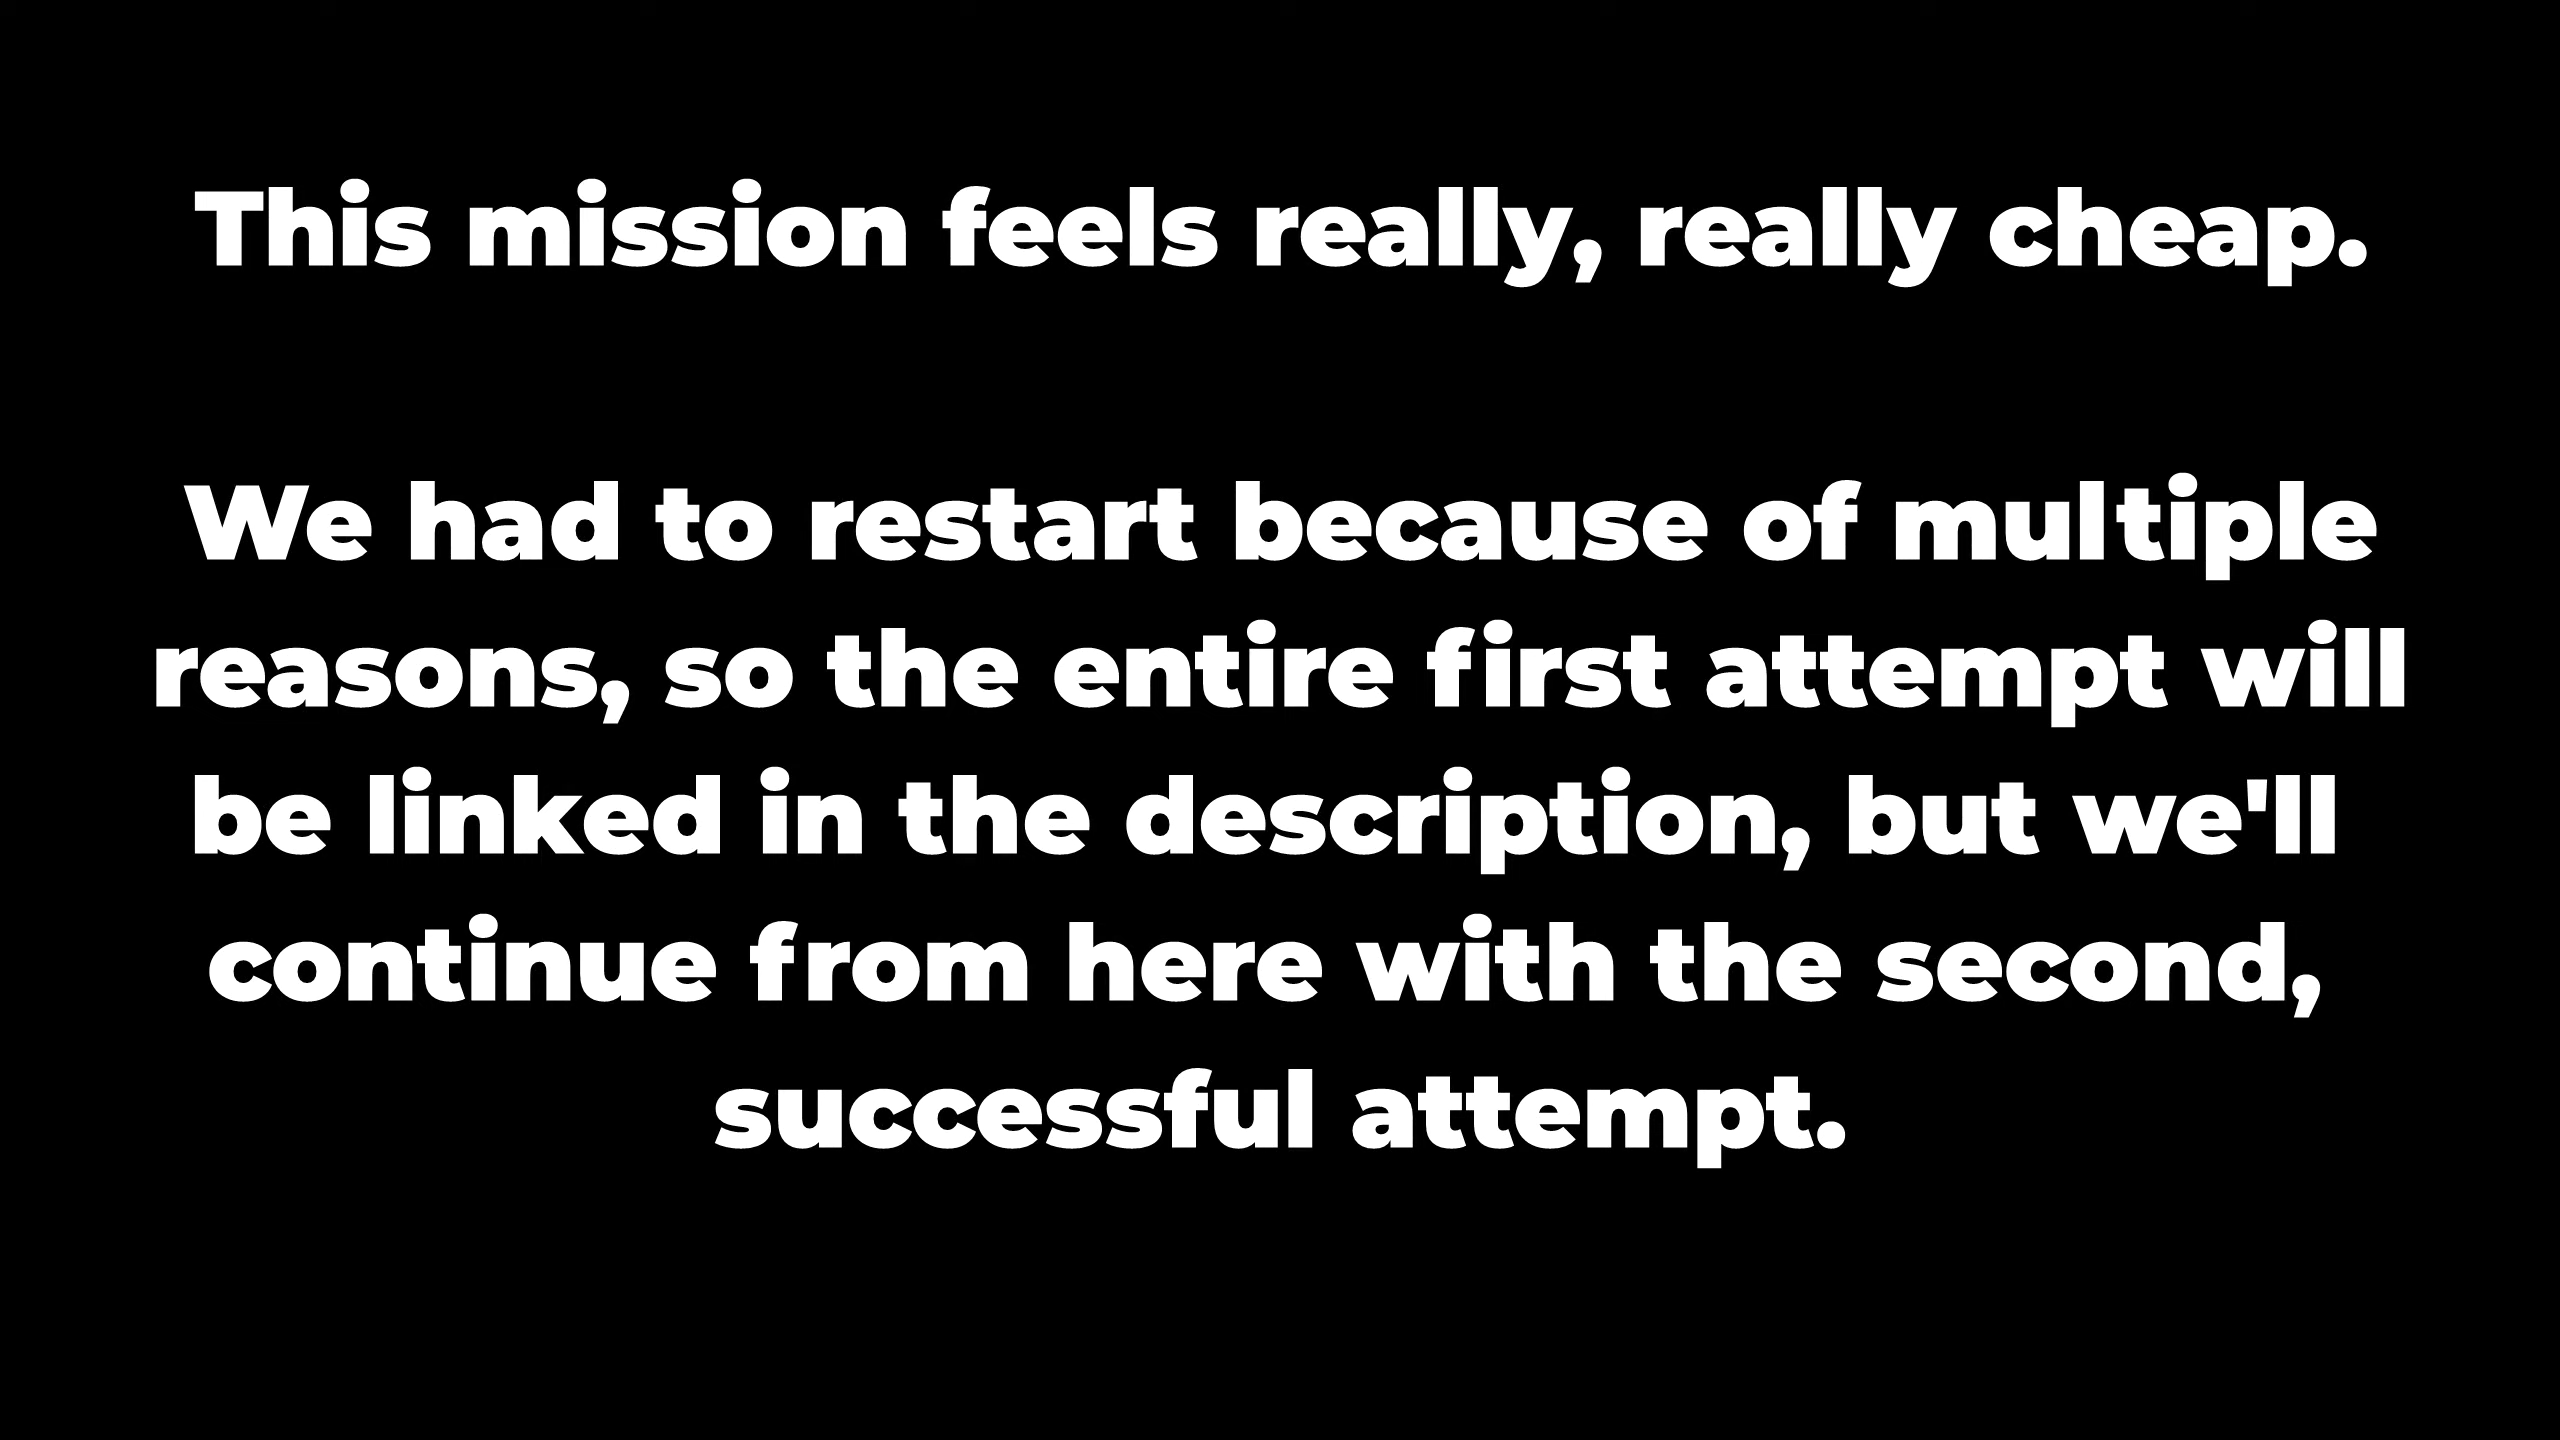 This mission feels really, really cheap.
We had to restart because of multiple
reasons, so the entire first attempt will
be linked in the description, but we'll
continue from here with the second,
successful attempt.